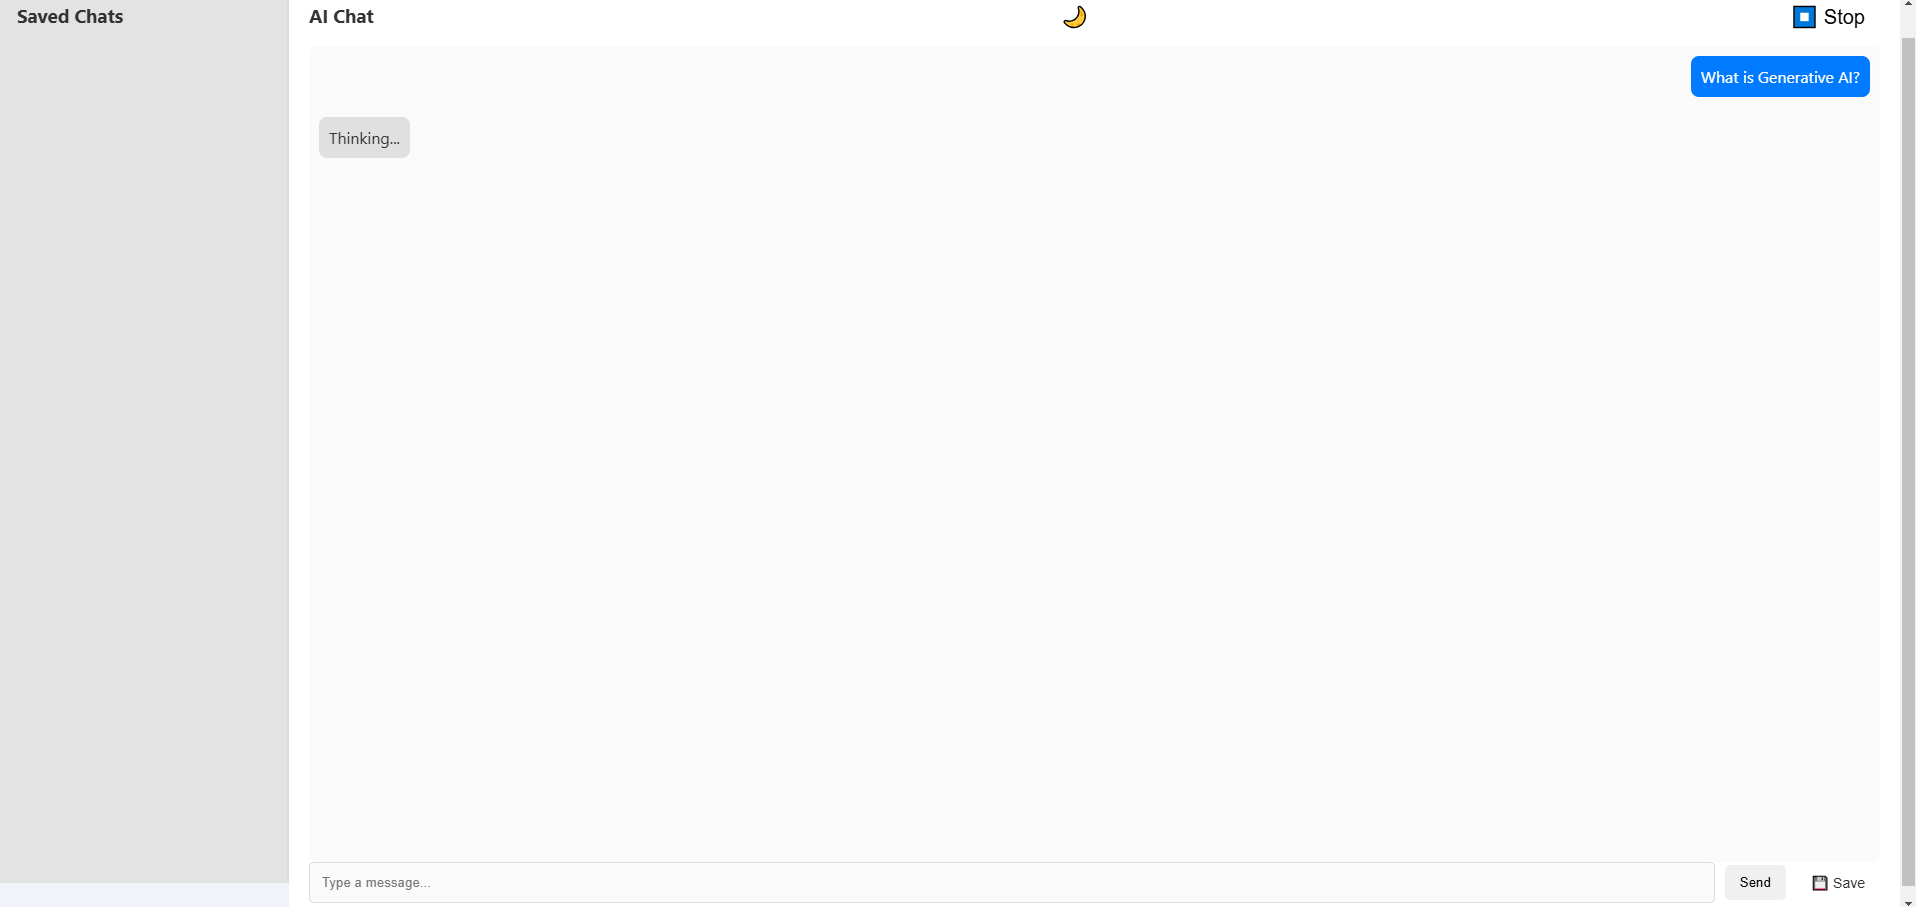 Saved Chats
AI Chat
Stop
What is Generative AI?
Thinking...
Type a message...
Send
Save